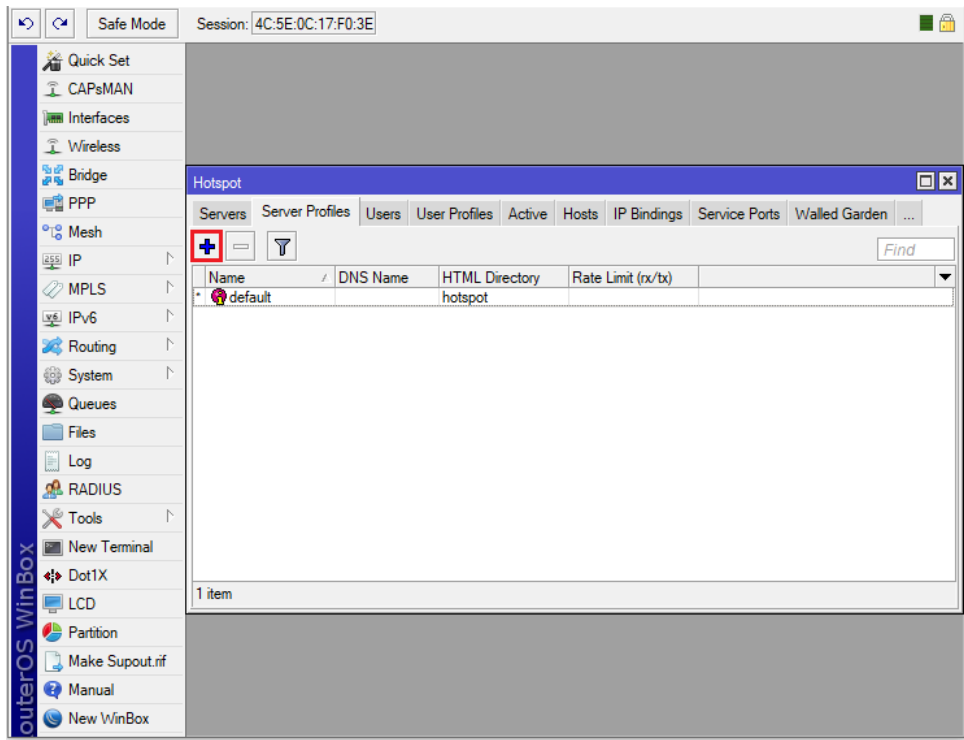 Safe Mode Session: 4C:5E:0C:17:F0:3E
Quick Set
CAPsMAN
Interfaces
Wireless
Bridge
PPP
Mesh
255 IP
MPLS
v6 IPv6
Routing
System
Queues
Files
Log
RADIUS
Tools
New Terminal
Dot1X
LCD
Partition
Make Supout.rif
Manual
New WinBox
outerOS WinBox
Hotspot
Servers Server Profiles Users User Profiles Active Hosts IP Bindings Service Ports Walled Garden ...
Find
Name / DNS Name HTML Directory Rate Limit (rx/tx)
* default hotspot
1 item